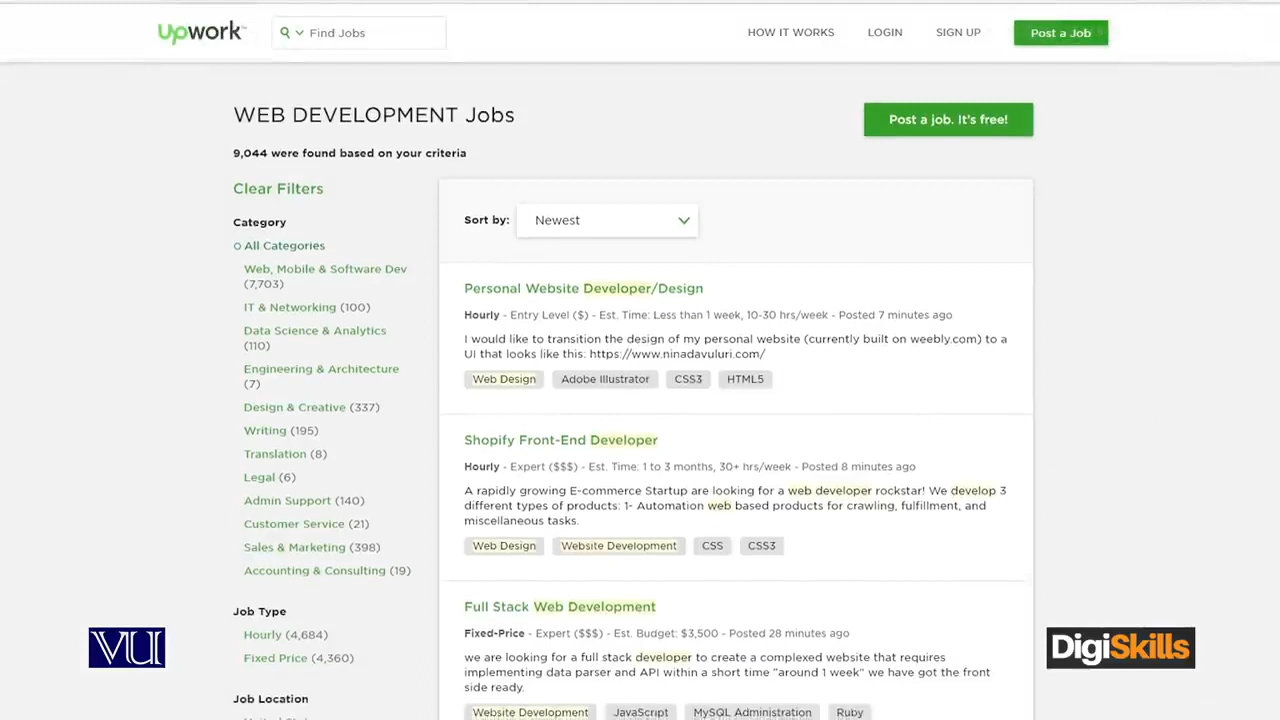 upwork™
Find Jobs
HOW IT WORKS
LOGIN
SIGN UP
Post a Job
WEB DEVELOPMENT Jobs
Post a job. It's free!
9,044 were found based on your criteria
Clear Filters
Category
All Categories
Web, Mobile & Software Dev
(7,703)
IT & Networking (100)
Data Science & Analytics
(110)
Engineering & Architecture
(7)
Design & Creative (337)
Writing (195)
Translation (8)
Legal (6)
Admin Support (140)
Customer Service (21)
Sales & Marketing (398)
Accounting & Consulting (19)
Job Type
Hourly (4,684)
Fixed Price (4,360)
Job Location
Sort by:
Newest
Personal Website Developer/Design
Hourly - Entry Level ($) - Est. Time: Less than 1 week, 10-30 hrs/week - Posted 7 minutes ago
I would like to transition the design of my personal website (currently built on weebly.com) to a
UI that looks like this: https://www.ninadavuluri.com/
Web Design
Adobe Illustrator
CSS3
HTML5
Shopify Front-End Developer
Hourly - Expert ($$$) - Est. Time: 1 to 3 months, 30+ hrs/week - Posted 8 minutes ago
A rapidly growing E-commerce Startup are looking for a web developer rockstar! We develop 3
different types of products: 1- Automation web based products for crawling, fulfillment, and
miscellaneous tasks.
Web Design
Website Development
CSS
CSS3
Full Stack Web Development
Fixed-Price - Expert ($$$) - Est. Budget: $3,500 - Posted 28 minutes ago
we are looking for a full stack developer to create a complexed website that requires
implementing data parser and API within a short time "around 1 week" we have got the front
side ready.
Website Development
JavaScript
MySQL Administration
Ruby
VU
DigiSkills